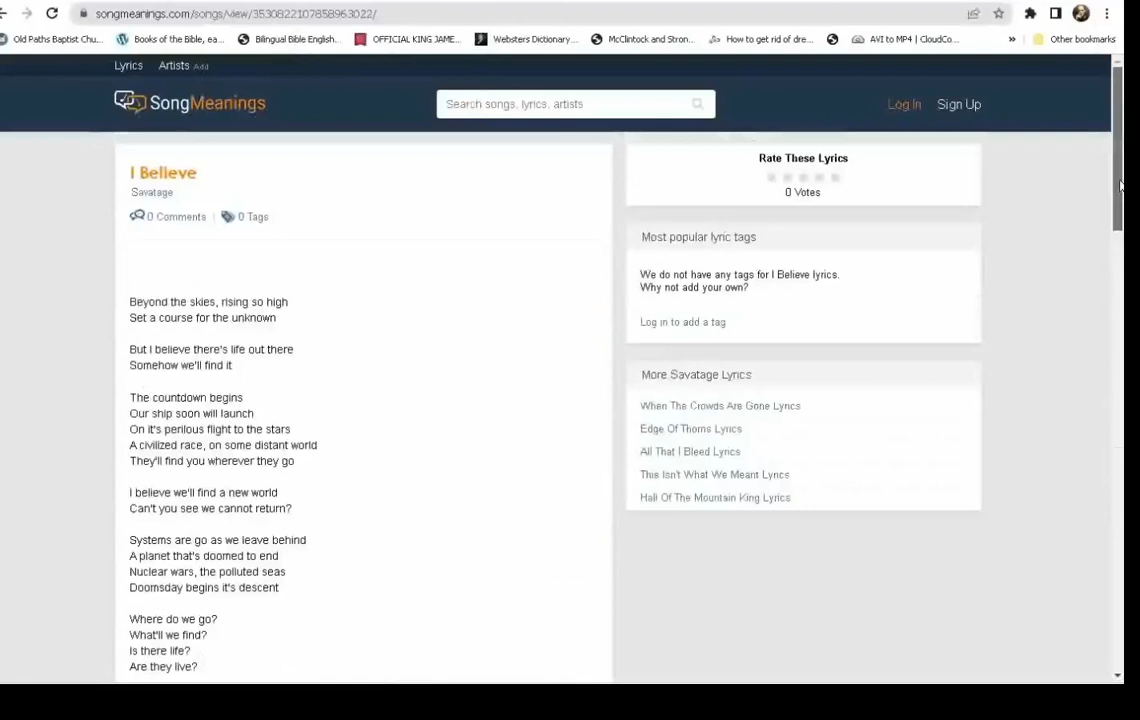 songmeanings.com/songs/view/3530822107858963022/
Old Paths Baptist Chu...
Books of the Bible, ea...
Bilingual Bible English...
OFFICIAL KING JAME...
Websters Dictionary...
McClintock and Stron...
How to get rid of dre...
AVI to MP4 | CloudCo...
»
Other bookmarks
Lyrics Artists Add
SongMeanings
Search songs, lyrics, artists
Log In Sign Up
I Believe
Savatage
0 Comments | 0 Tags
Beyond the skies, rising so high
Set a course for the unknown
But I believe there's life out there
Somehow we'll find it
The countdown begins
Our ship soon will launch
On it's perilous flight to the stars
A civilized race, on some distant world
They'll find you wherever they go
I believe we'll find a new world
Can't you see we cannot return?
Systems are go as we leave behind
A planet that's doomed to end
Nuclear wars, the polluted seas
Doomsday begins it's descent
Where do we go?
What'll we find?
Is there life?
Are they live?
Rate These Lyrics
0 Votes
Most popular lyric tags
We do not have any tags for I Believe lyrics.
Why not add your own?
Log in to add a tag
More Savatage Lyrics
When The Crowds Are Gone Lyrics
Edge Of Thorns Lyrics
All That I Bleed Lyrics
This Isn't What We Meant Lyrics
Hall Of The Mountain King Lyrics